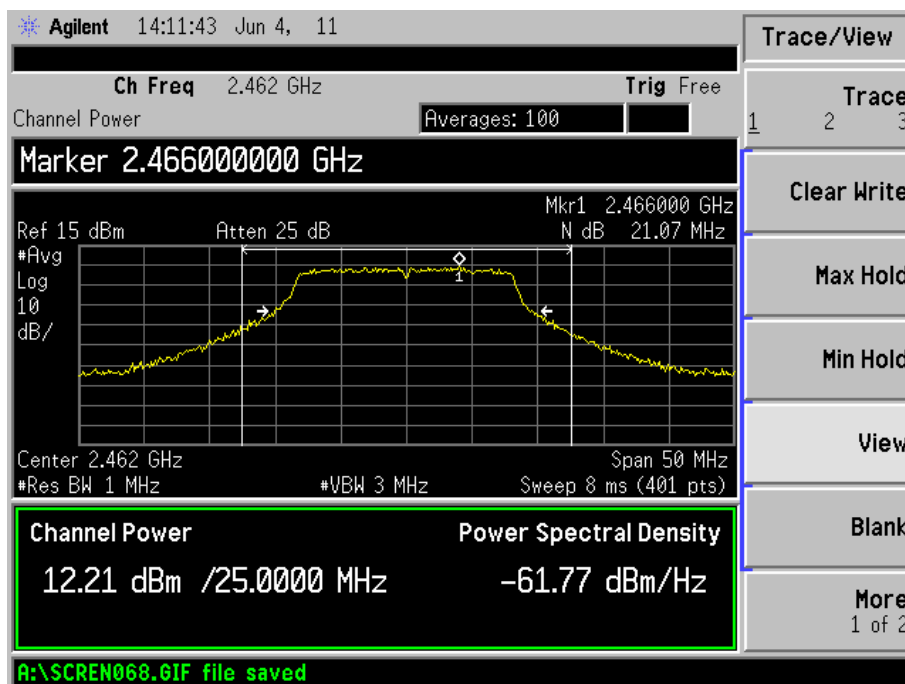 Agilent 14:11:43 Jun 4, 11
Trace/View
Ch Freq 2.462 GHz Trig Free
Channel Power Averages: 100
Trace
1 2 3
Marker 2.466000000 GHz
Clear Write
Mkr1 2.466000 GHz
Ref 15 dBm Atten 25 dB N dB 21.07 MHz
#Avg
Log
10
dB/
1
Max Hold
Min Hold
View
Center 2.462 GHz Span 50 MHz
#Res BW 1 MHz #VBW 3 MHz Sweep 8 ms (401 pts)
Channel Power Power Spectral Density
Blank
12.21 dBm /25.0000 MHz -61.77 dBm/Hz
More
1 of 2
A:\SCREN068.GIF file saved